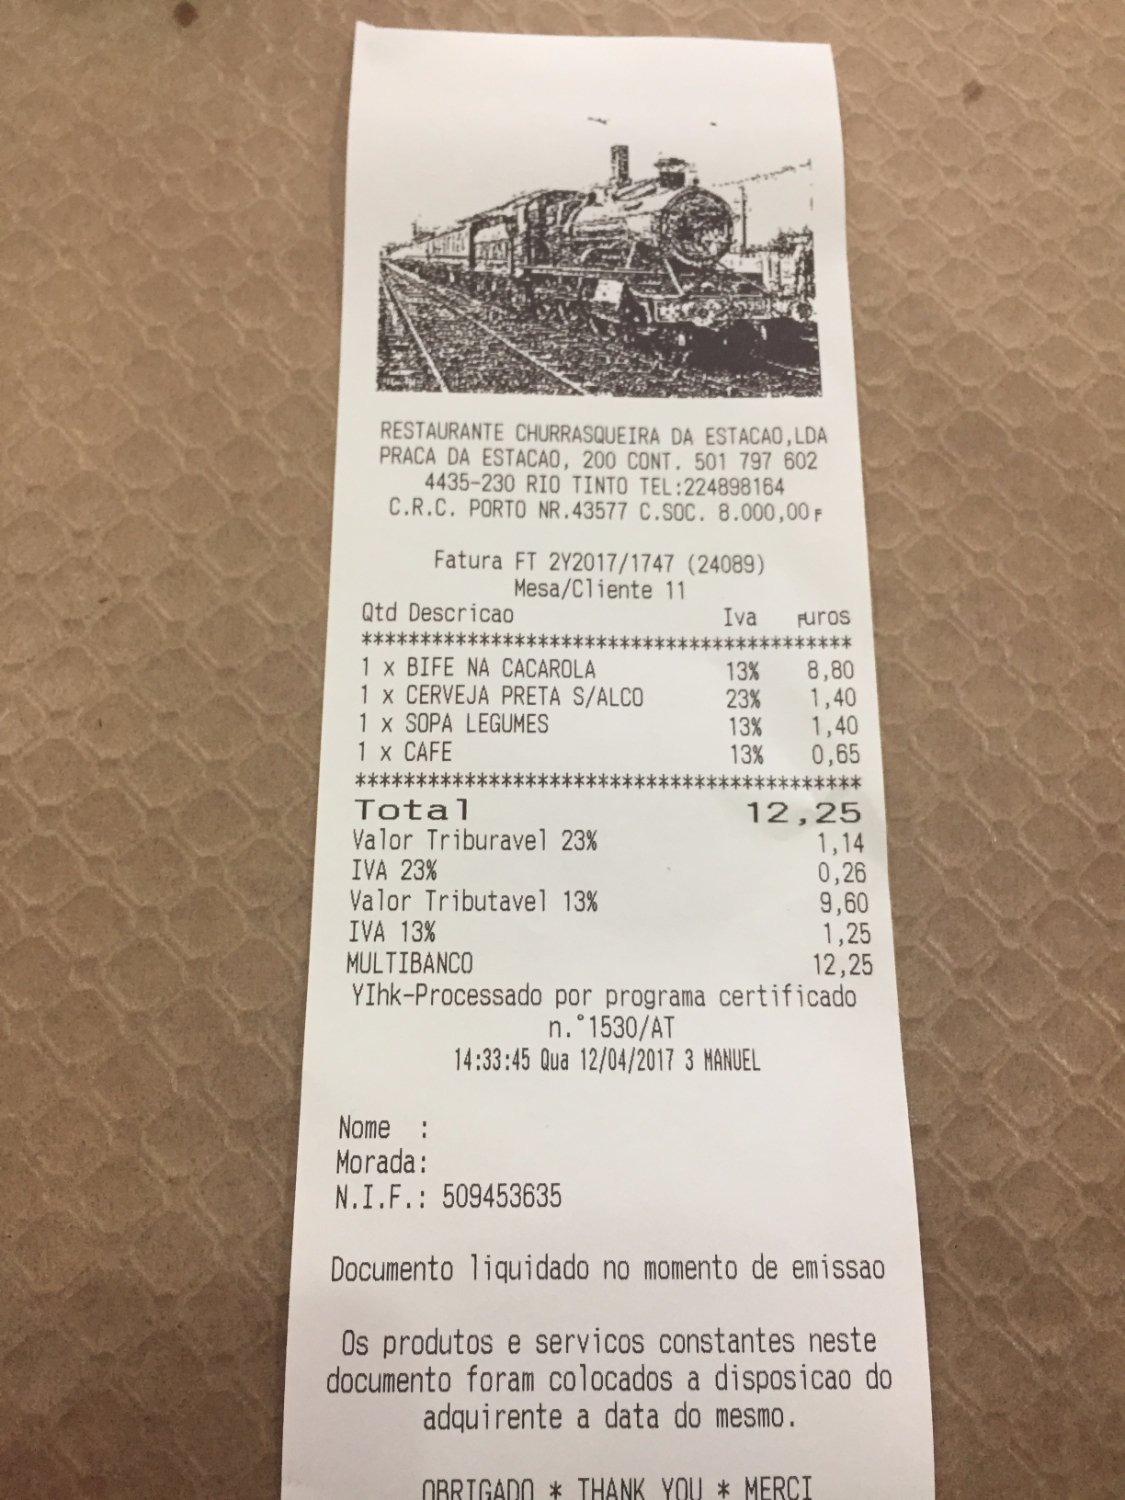 RESTAURANTE CHURRASQUEIRA DA ESTACAO,LDA
PRACA DA ESTACAO, 200 CONT. 501 797 602
4435-230 RIO TINTO TEL:224898164
C.R.C. PORTO NR.43577 C.SOC. 8.000,00F
Fatura FT 2Y2017/1747 (24089)
Mesa/Cliente 11
Qtd Descricao Iva Furos
******************************************
1 x BIFE NA CACAROLA 13% 8,80
1 x CERVEJA PRETA S/ALCO 23% 1,40
1 x SOPA LEGUMES 13% 1,40
1 x CAFE 13% 0,65
******************************************
Total 12,25
Valor Triburavel 23% 1,14
IVA 23% 0,26
Valor Tributavel 13% 9,60
IVA 13% 1,25
MULTIBANCO 12,25
YIhk-Processado por programa certificado
n.°1530/AT
14:33:45 Qua 12/04/2017 3 MANUEL
Nome :
Morada:
N.I.F.: 509453635
Documento liquidado no momento de emissao
Os produtos e servicos constantes neste
documento foram colocados a disposicao do
adquirente a data do mesmo.
OBRIGADO * THANK YOU * MERCI